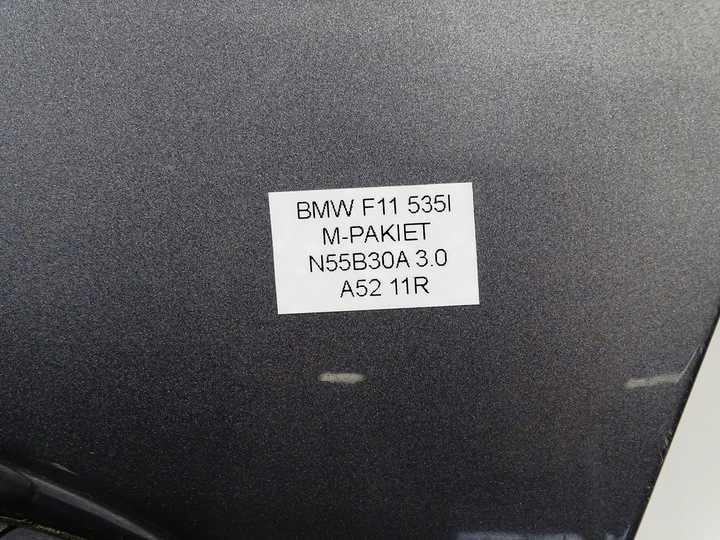 BMW F11 535I
M-PAKIET
N55B30A 3.0
A52 11R